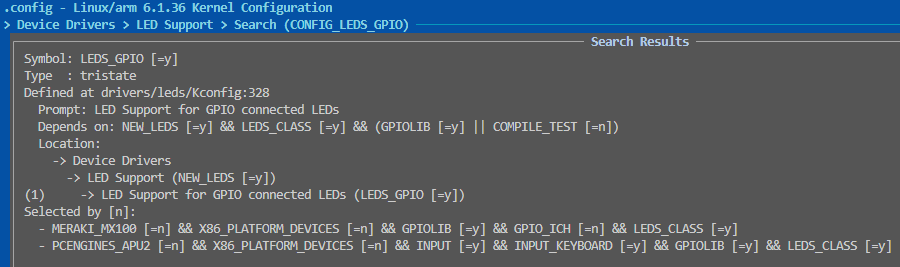 .config - Linux/arm 6.1.36 Kernel Configuration
> Device Drivers > LED Support > Search (CONFIG_LEDS_GPIO)
Search Results
Symbol: LEDS_GPIO [=y]
Type  : tristate
Defined at drivers/leds/Kconfig:328
  Prompt: LED Support for GPIO connected LEDs
  Depends on: NEW_LEDS [=y] && LEDS_CLASS [=y] && (GPIOLIB [=y] || COMPILE_TEST [=n])
  Location:
    -> Device Drivers
      -> LED Support (NEW_LEDS [=y])
(1)     -> LED Support for GPIO connected LEDs (LEDS_GPIO [=y])
Selected by [n]:
  - MERAKI_MX100 [=n] && X86_PLATFORM_DEVICES [=n] && GPIOLIB [=y] && GPIO_ICH [=n] && LEDS_CLASS [=y]
  - PCENGINES_APU2 [=n] && X86_PLATFORM_DEVICES [=n] && INPUT [=y] && INPUT_KEYBOARD [=y] && GPIOLIB [=y] && LEDS_CLASS [=y]